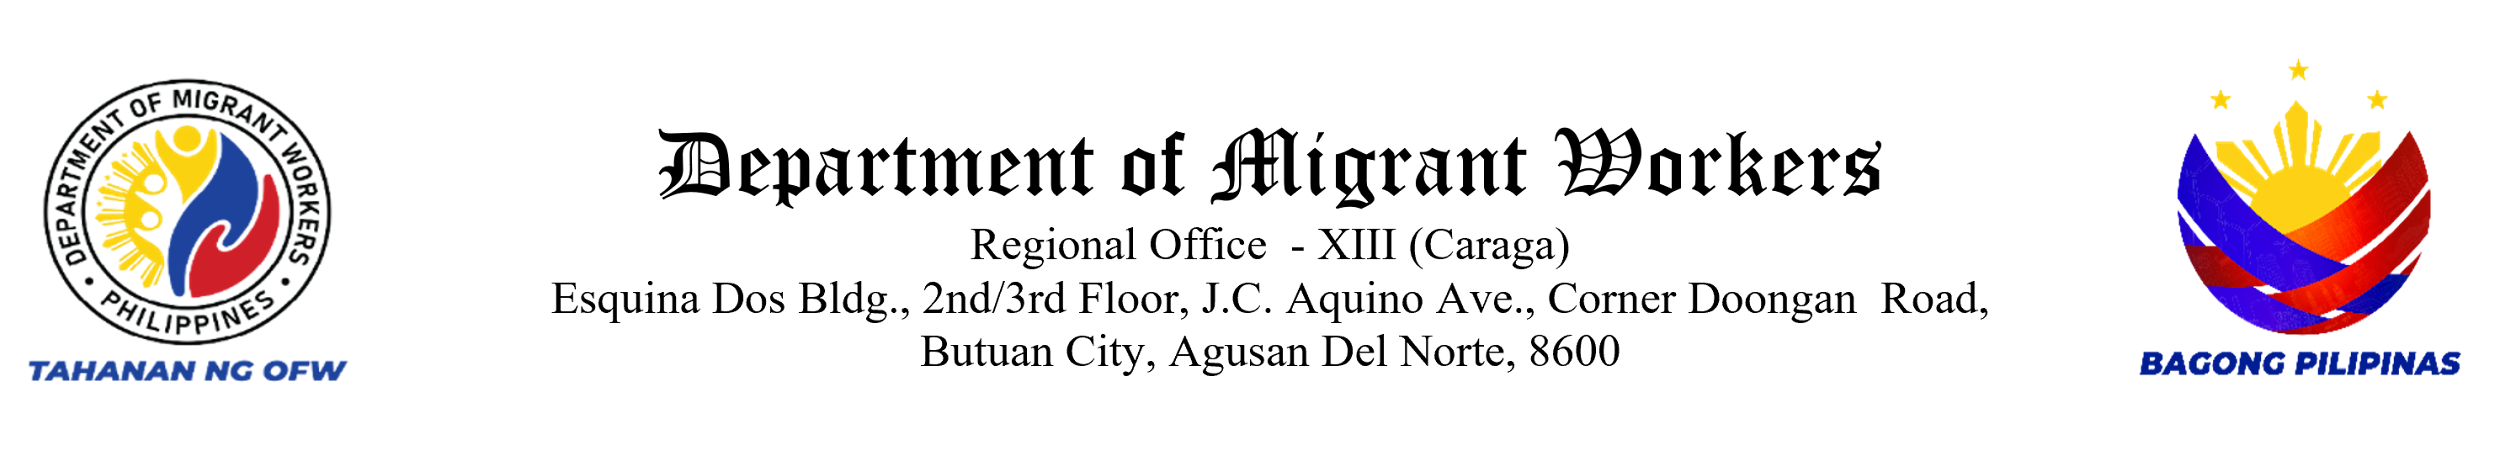 DEPARTMENT OF MIGRANT WORKERS
• PHILIPPINES •
TAHANAN NG OFW
Department of Migrant Workers
Regional Office - XIII (Caraga)
Esquina Dos Bldg., 2nd/3rd Floor, J.C. Aquino Ave., Corner Doongan Road,
Butuan City, Agusan Del Norte, 8600
BAGONG PILIPINAS